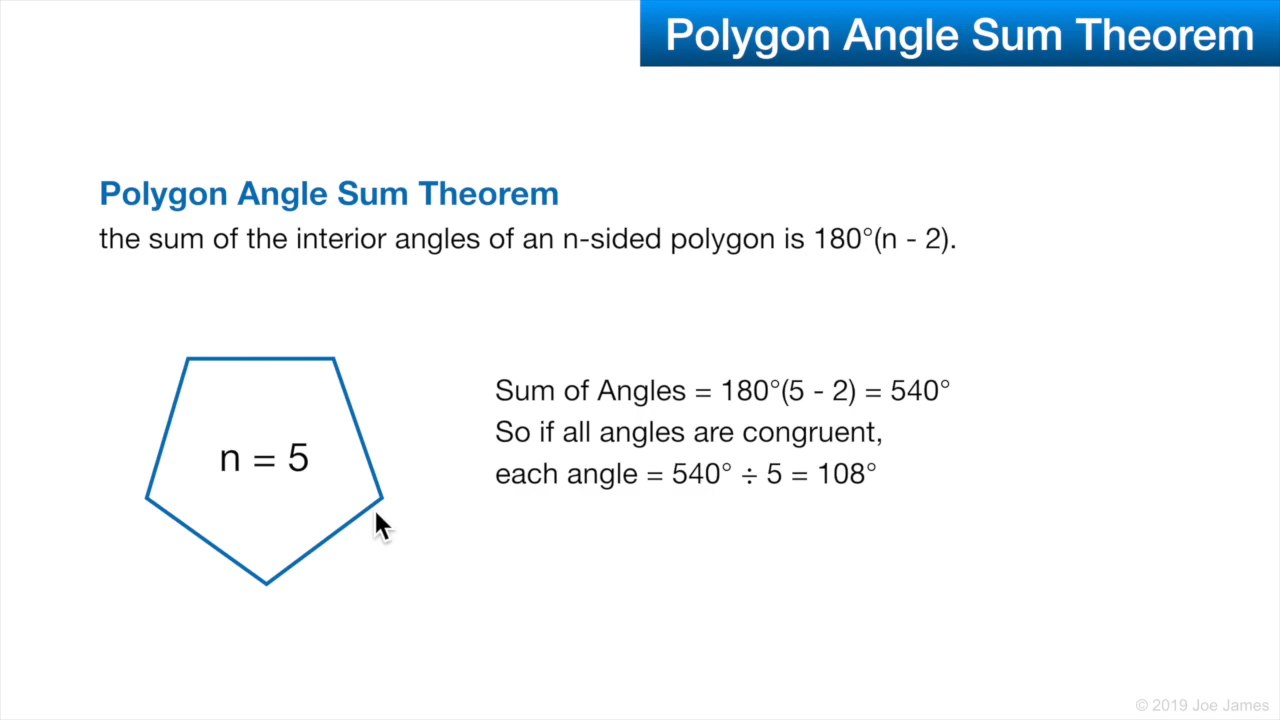 Polygon Angle Sum Theorem
Polygon Angle Sum Theorem
the sum of the interior angles of an n-sided polygon is 180°(n - 2).
n = 5
Sum of Angles = 180°(5 - 2) = 540°
So if all angles are congruent,
each angle = 540° ÷ 5 = 108°
© 2019 Joe James